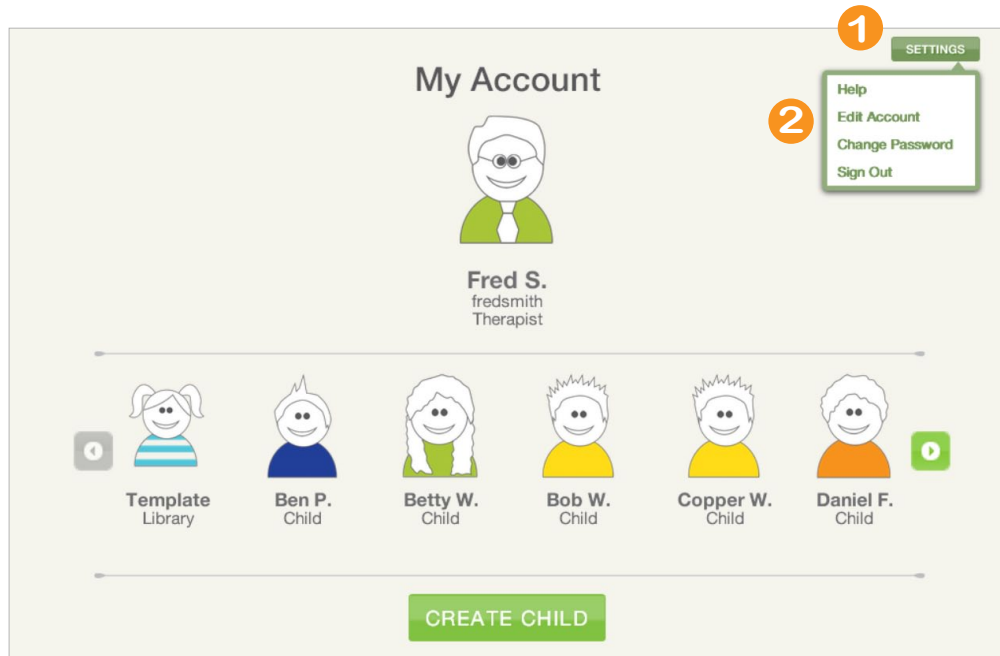 1
SETTINGS
My Account
Help
2
Edit Account
Change Password
Sign Out
Fred S.
fredsmith
Therapist
Template
Library
Ben P.
Child
Betty W.
Child
Bob W.
Child
Copper W.
Child
Daniel F.
Child
CREATE CHILD